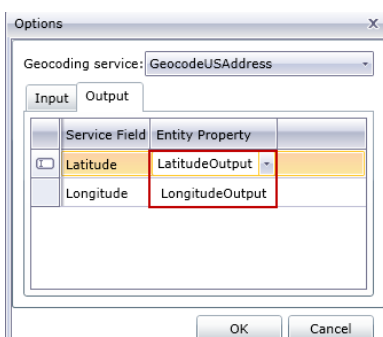 Options x
Geocoding service: GeocodeUSAddress
Input Output
Service Field Entity Property
Latitude LatitudeOutput
Longitude LongitudeOutput
OK Cancel